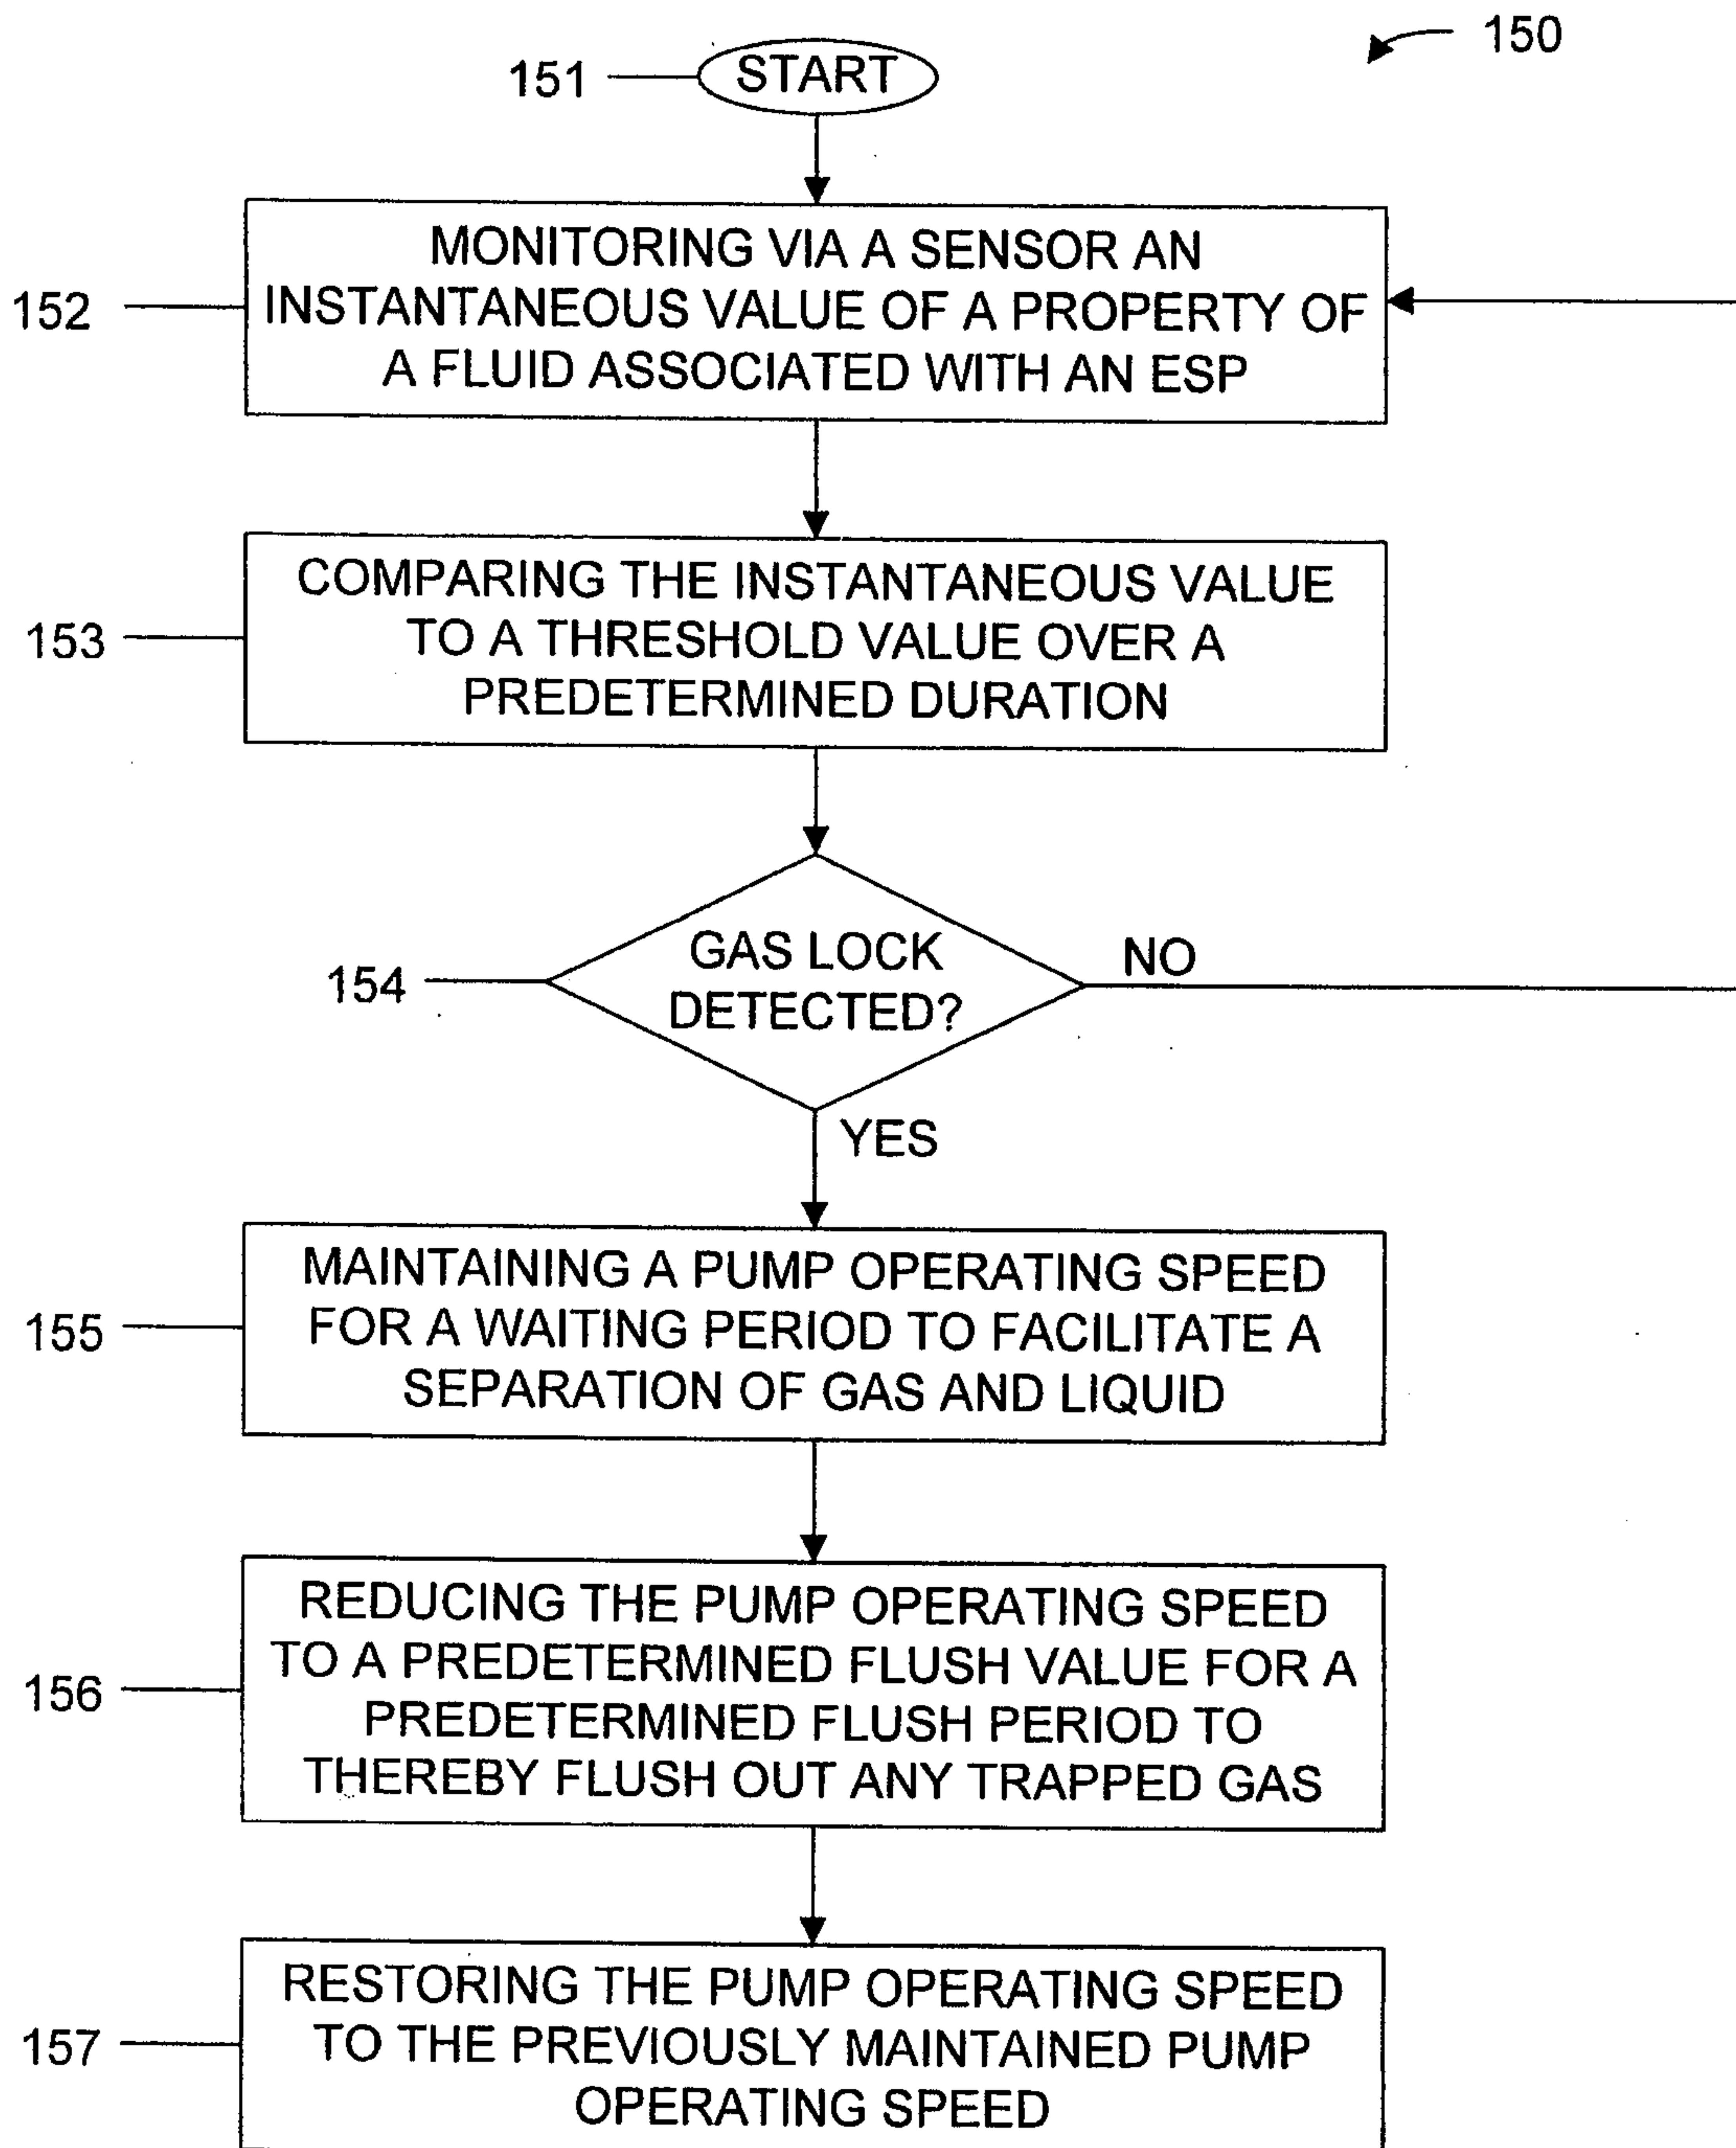 150
151
START
152
MONITORING VIA A SENSOR AN
INSTANTANEOUS VALUE OF A PROPERTY OF
A FLUID ASSOCIATED WITH AN ESP
153
COMPARING THE INSTANTANEOUS VALUE
TO A THRESHOLD VALUE OVER A
PREDETERMINED DURATION
154
GAS LOCK
DETECTED?
NO
YES
155
MAINTAINING A PUMP OPERATING SPEED
FOR A WAITING PERIOD TO FACILITATE A
SEPARATION OF GAS AND LIQUID
156
REDUCING THE PUMP OPERATING SPEED
TO A PREDETERMINED FLUSH VALUE FOR A
PREDETERMINED FLUSH PERIOD TO
THEREBY FLUSH OUT ANY TRAPPED GAS
157
RESTORING THE PUMP OPERATING SPEED
TO THE PREVIOUSLY MAINTAINED PUMP
OPERATING SPEED